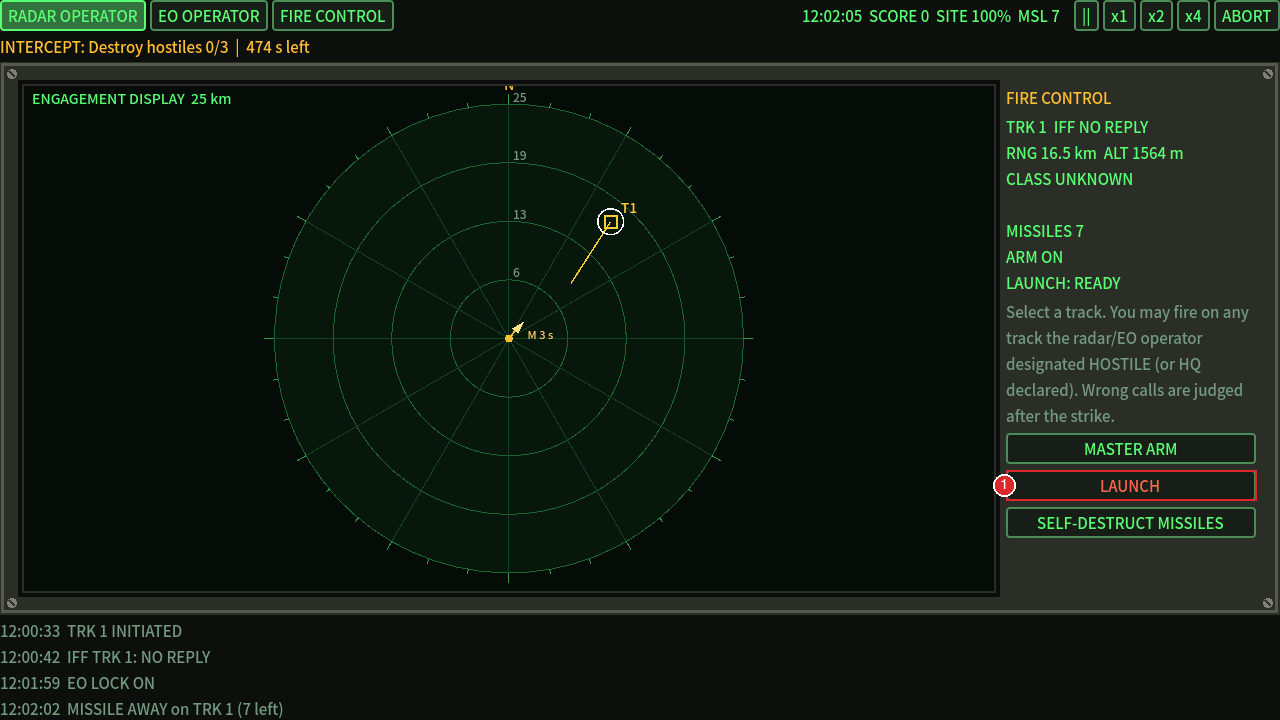 RADAR OPERATOR EO OPERATOR FIRE CONTROL 12:02:05 SCORE 0 SITE 100% MSL 7 || x1 x2 x4 ABORT
INTERCEPT: Destroy hostiles 0/3 | 474 s left
ENGAGEMENT DISPLAY 25 km
N
25
19
13
6
T1
M 3 s
FIRE CONTROL
TRK 1 IFF NO REPLY
RNG 16.5 km ALT 1564 m
CLASS UNKNOWN
MISSILES 7
ARM ON
LAUNCH: READY
Select a track. You may fire on any
track the radar/EO operator
designated HOSTILE (or HQ
declared). Wrong calls are judged
after the strike.
MASTER ARM
1 LAUNCH
SELF-DESTRUCT MISSILES
12:00:33 TRK 1 INITIATED
12:00:42 IFF TRK 1: NO REPLY
12:01:59 EO LOCK ON
12:02:02 MISSILE AWAY on TRK 1 (7 left)